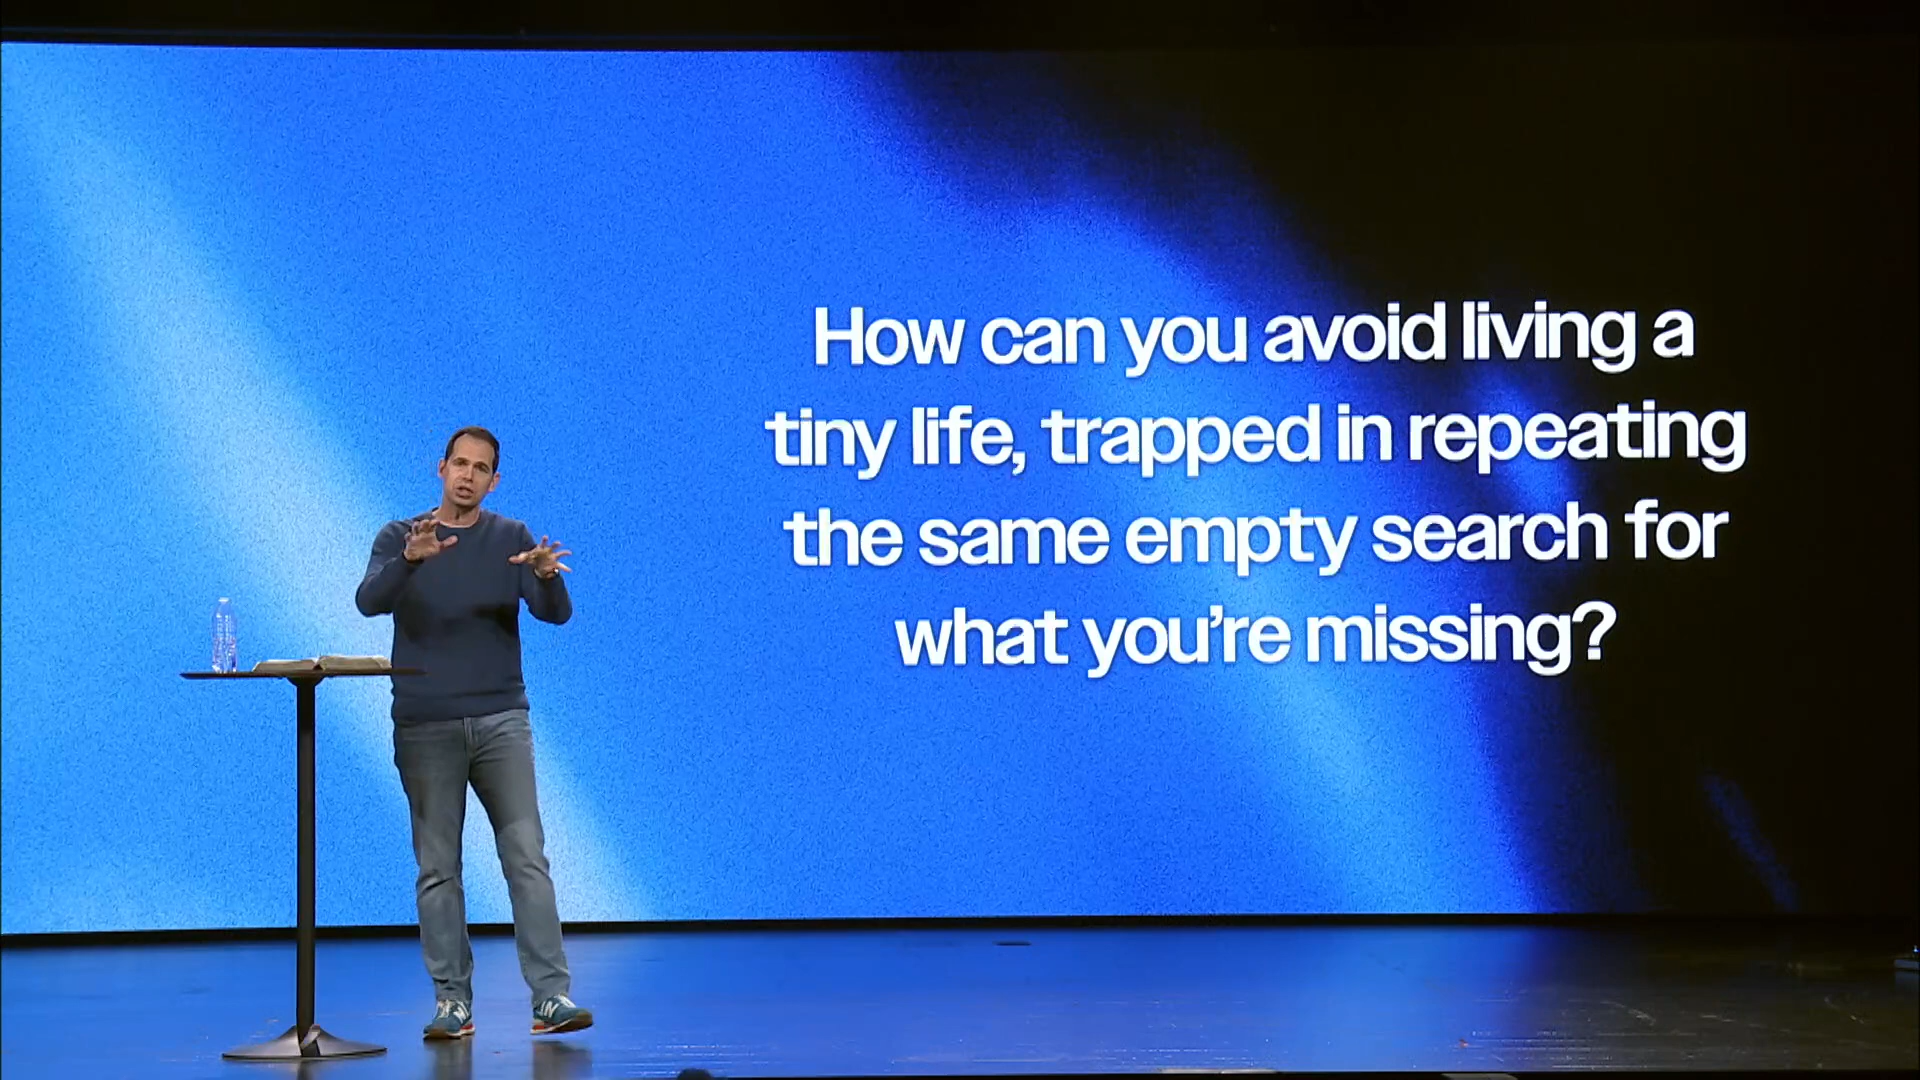 How can you avoid living a
tiny life, trapped in repeating
the same empty search for
what you're missing?